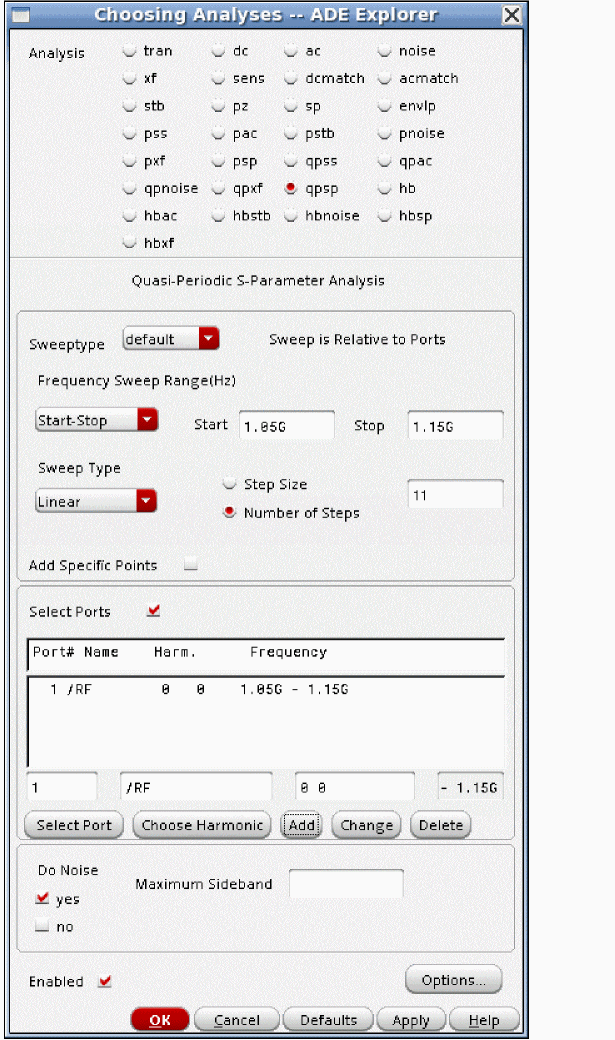 Choosing Analyses -- ADE Explorer
Analysis tran dc ac noise
xf sens dcmatch acmatch
stb pz sp envlp
pss pac pstb pnoise
pxf psp qpss qpac
qpnoise qpxf qpsp hb
hbac hbstb hbnoise hbsp
hbxf
Quasi-Periodic S-Parameter Analysis
Sweeptype default Sweep is Relative to Ports
Frequency Sweep Range(Hz)
Start-Stop Start 1.05G Stop 1.15G
Sweep Type
Linear
Step Size
Number of Steps
11
Add Specific Points
Select Ports
Port# Name Harm. Frequency
1 /RF 0 0 1.05G - 1.15G
1 /RF 0 0 - 1.15G
Select Port Choose Harmonic Add Change Delete
Do Noise
Maximum Sideband
yes
no
Enabled Options...
OK Cancel Defaults Apply Help